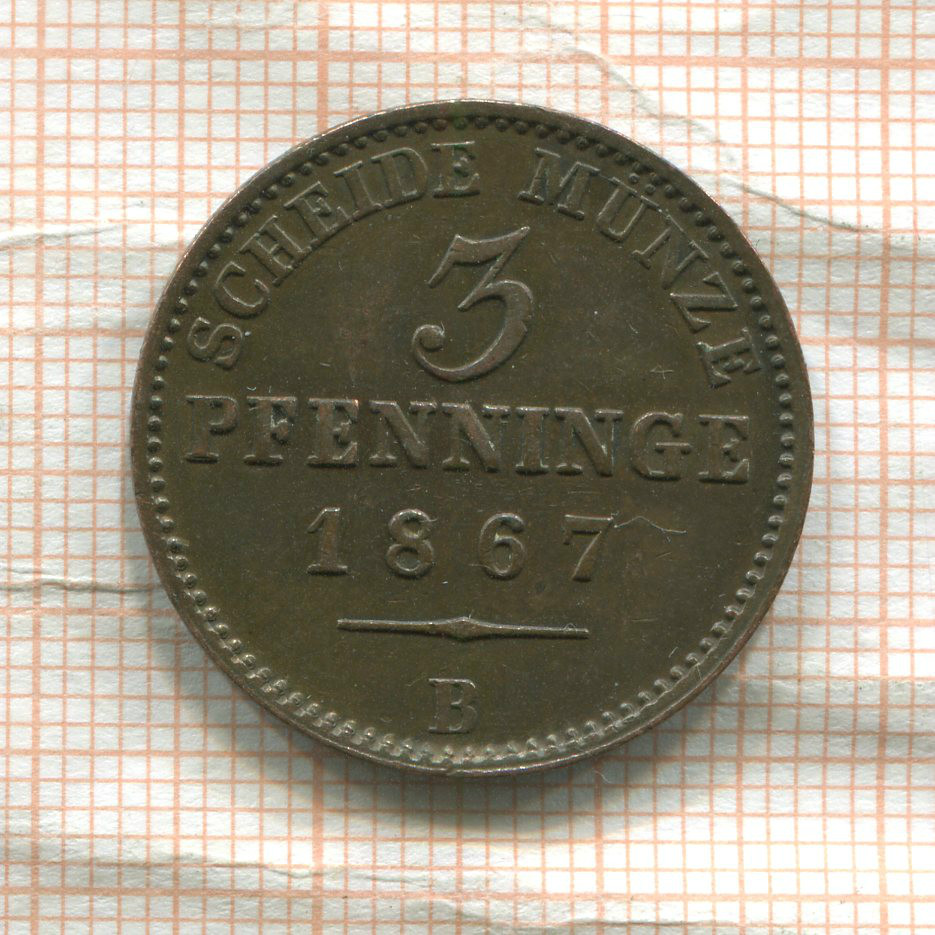 SCHEIDE MÜNZE
3
PFENNINGE
1867
B